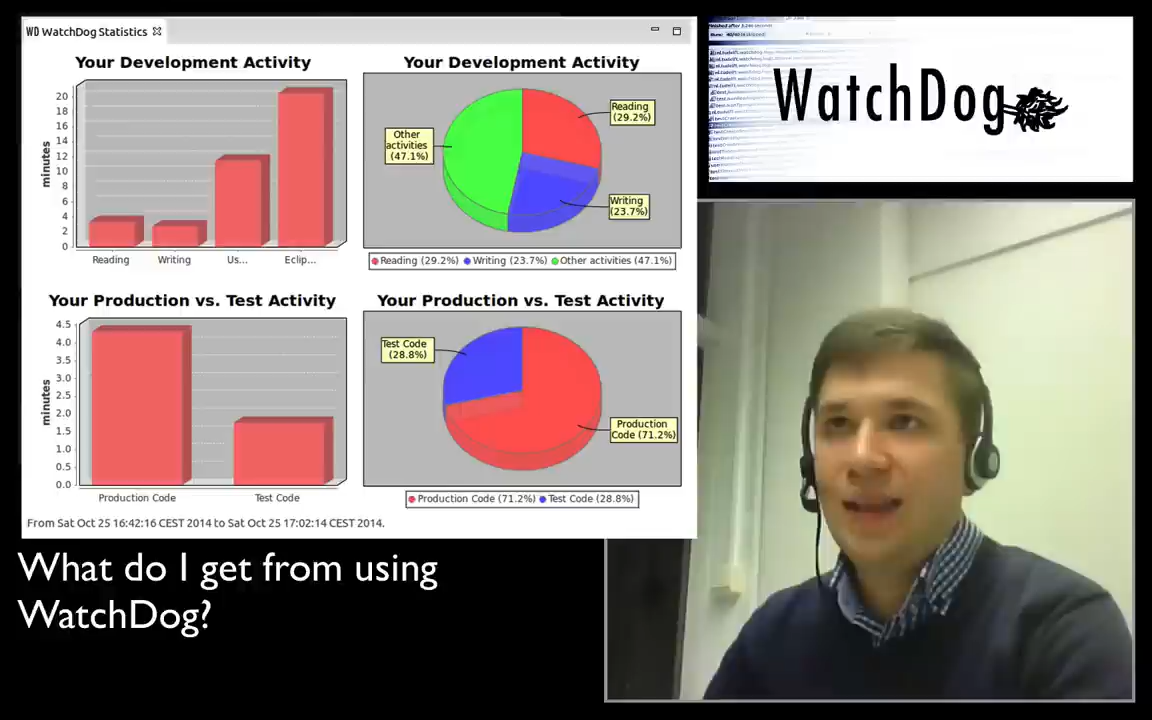 WD WatchDog Statistics
Your Development Activity
20
18
16
14
12
10
8
6
4
2
0
minutes
Reading
Writing
Us...
Eclip...
Your Development Activity
Reading
(29.2%)
Other
activities
(47.1%)
Writing
(23.7%)
Reading (29.2%) Writing (23.7%) Other activities (47.1%)
Your Production vs. Test Activity
4.5
4.0
3.5
3.0
2.5
2.0
1.5
1.0
0.5
0.0
minutes
Production Code
Test Code
Your Production vs. Test Activity
Test Code
(28.8%)
Production
Code (71.2%)
Production Code (71.2%) Test Code (28.8%)
From Sat Oct 25 16:42:16 CEST 2014 to Sat Oct 25 17:02:14 CEST 2014.
WatchDog
What do I get from using
WatchDog?